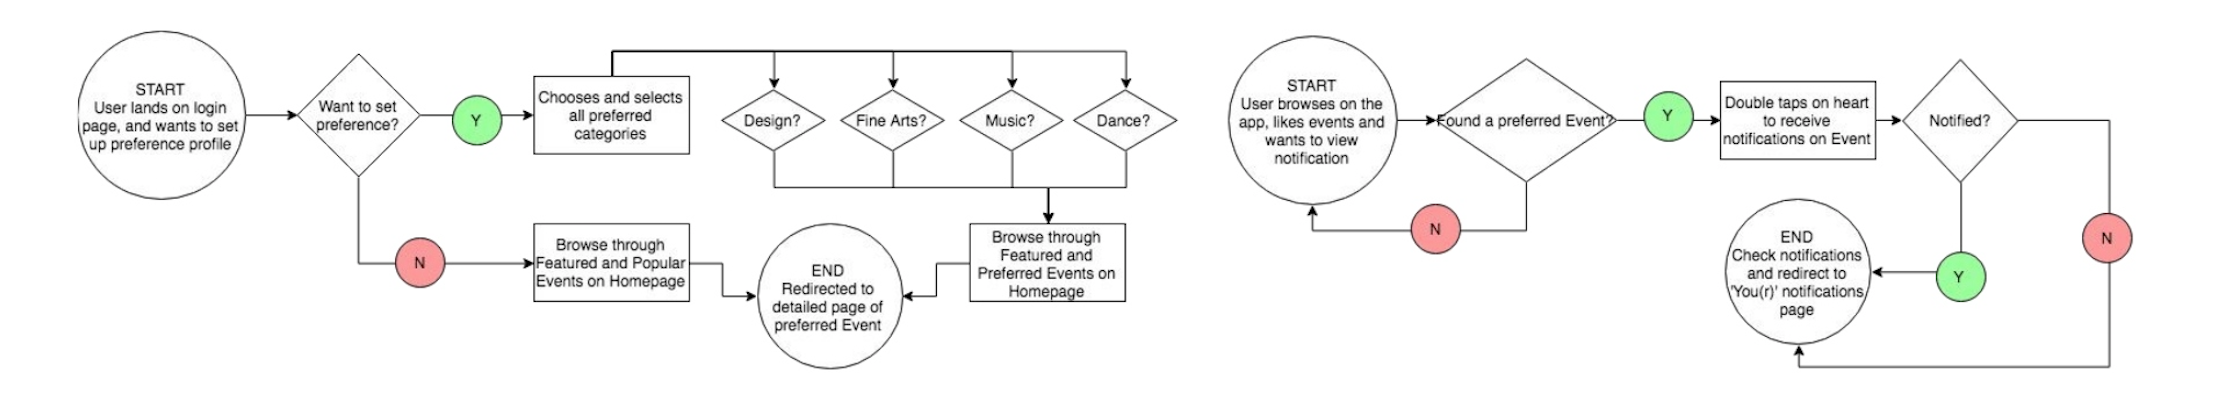 START
User lands on login
page, and wants to set
up preference profile
Want to set
preference?
Y
Chooses and selects
all preferred
categories
Design?
Fine Arts?
Music?
Dance?
N
Browse through
Featured and Popular
Events on Homepage
END
Redirected to
detailed page of
preferred Event
Browse through
Featured and
Preferred Events on
Homepage
START
User browses on the
app, likes events and
wants to view
notification
Found a preferred Event?
Y
N
Double taps on heart
to receive
notifications on Event
Notified?
Y
N
END
Check notifications
and redirect to
'You(r)' notifications
page